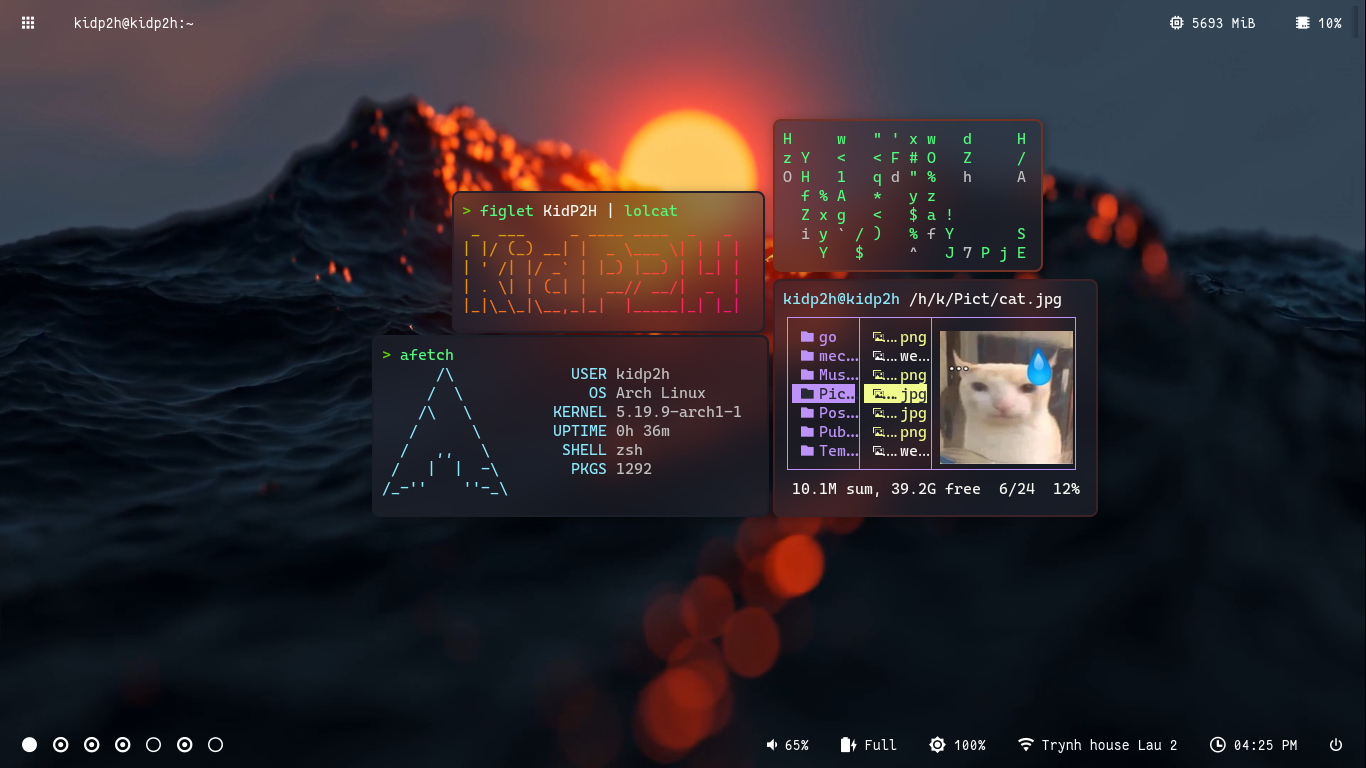 kidp2h@kidp2h:~
5693 MiB
10%
> figlet KidP2H | lolcat
KidP2H
H w " ' x w d H
z Y < < F # O Z /
O H l q d " % h A
f % A * y z
Z x g < $ a !
i y ` / ) % f Y S
Y $ ^ J 7 P j E
> afetch
USER kidp2h
OS Arch Linux
KERNEL 5.19.9-arch1-1
UPTIME 0h 36m
SHELL zsh
PKGS 1292
kidp2h@kidp2h /h/k/Pict/cat.jpg
go
mec…
Mus…
Pic…
Pos…
Pub…
Tem…
….png
….we…
….png
….jpg
….jpg
….png
….we…
10.1M sum, 39.2G free 6/24 12%
65%
Full
100%
Trynh house Lau 2
04:25 PM